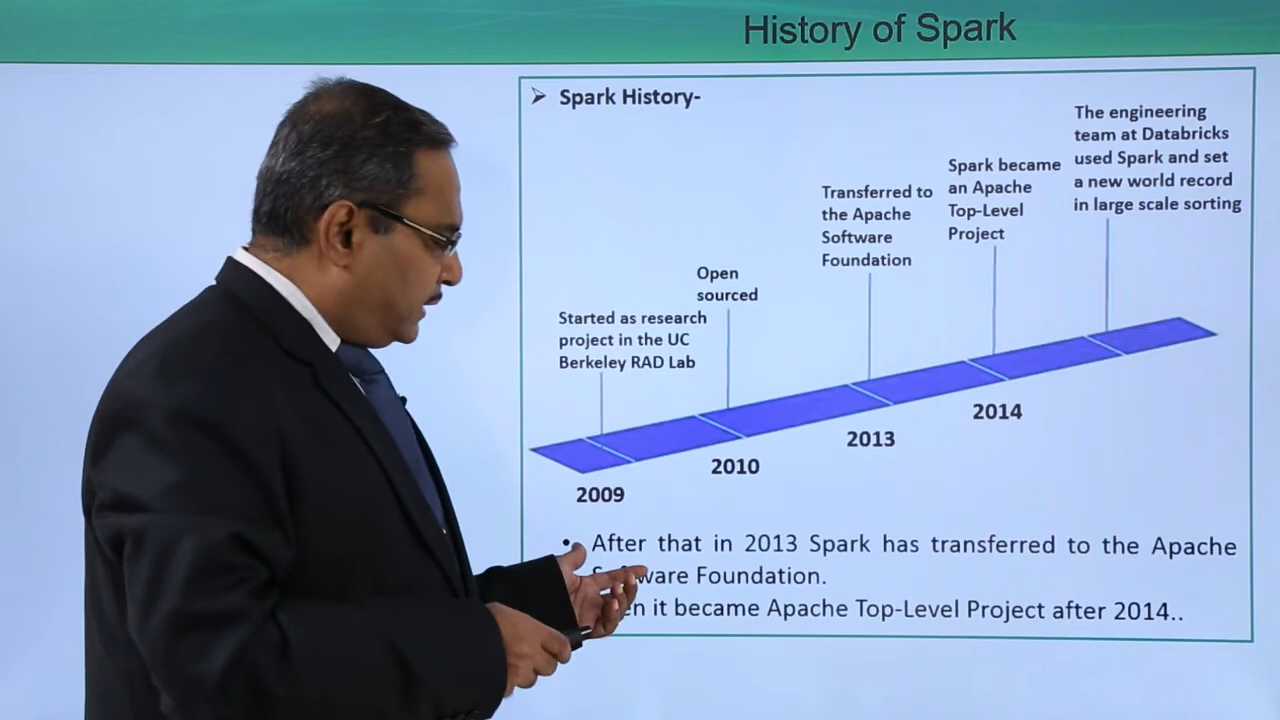 History of Spark
Spark History-
Started as research
project in the UC
Berkeley RAD Lab
Open
sourced
Transferred to
the Apache
Software
Foundation
Spark became
an Apache
Top-Level
Project
The engineering
team at Databricks
used Spark and set
a new world record
in large scale sorting
2009
2010
2013
2014
• After that in 2013 Spark has transferred to the Apache
Foundation.
it became Apache Top-Level Project after 2014..